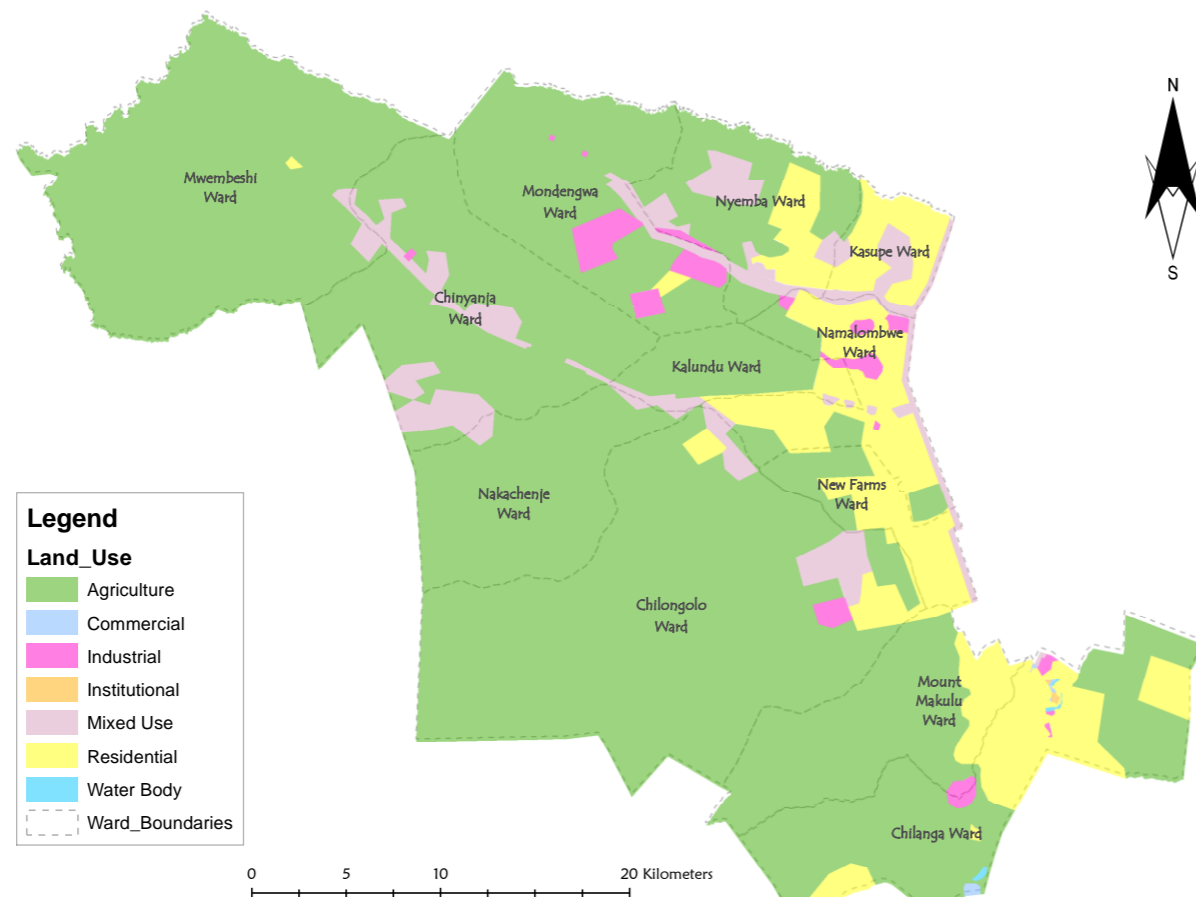 N
S
Mwembeshi
Ward
Mondengwa
Ward
Nyemba Ward
Kasupe Ward
Chinyanja
Ward
Namalombwe
Ward
Kalundu Ward
Nakachenje
Ward
New Farms
Ward
Chilongolo
Ward
Mount
Makulu
Ward
Chilanga Ward
Legend
Land_Use
Agriculture
Commercial
Industrial
Institutional
Mixed Use
Residential
Water Body
Ward_Boundaries
0 5 10 20 Kilometers